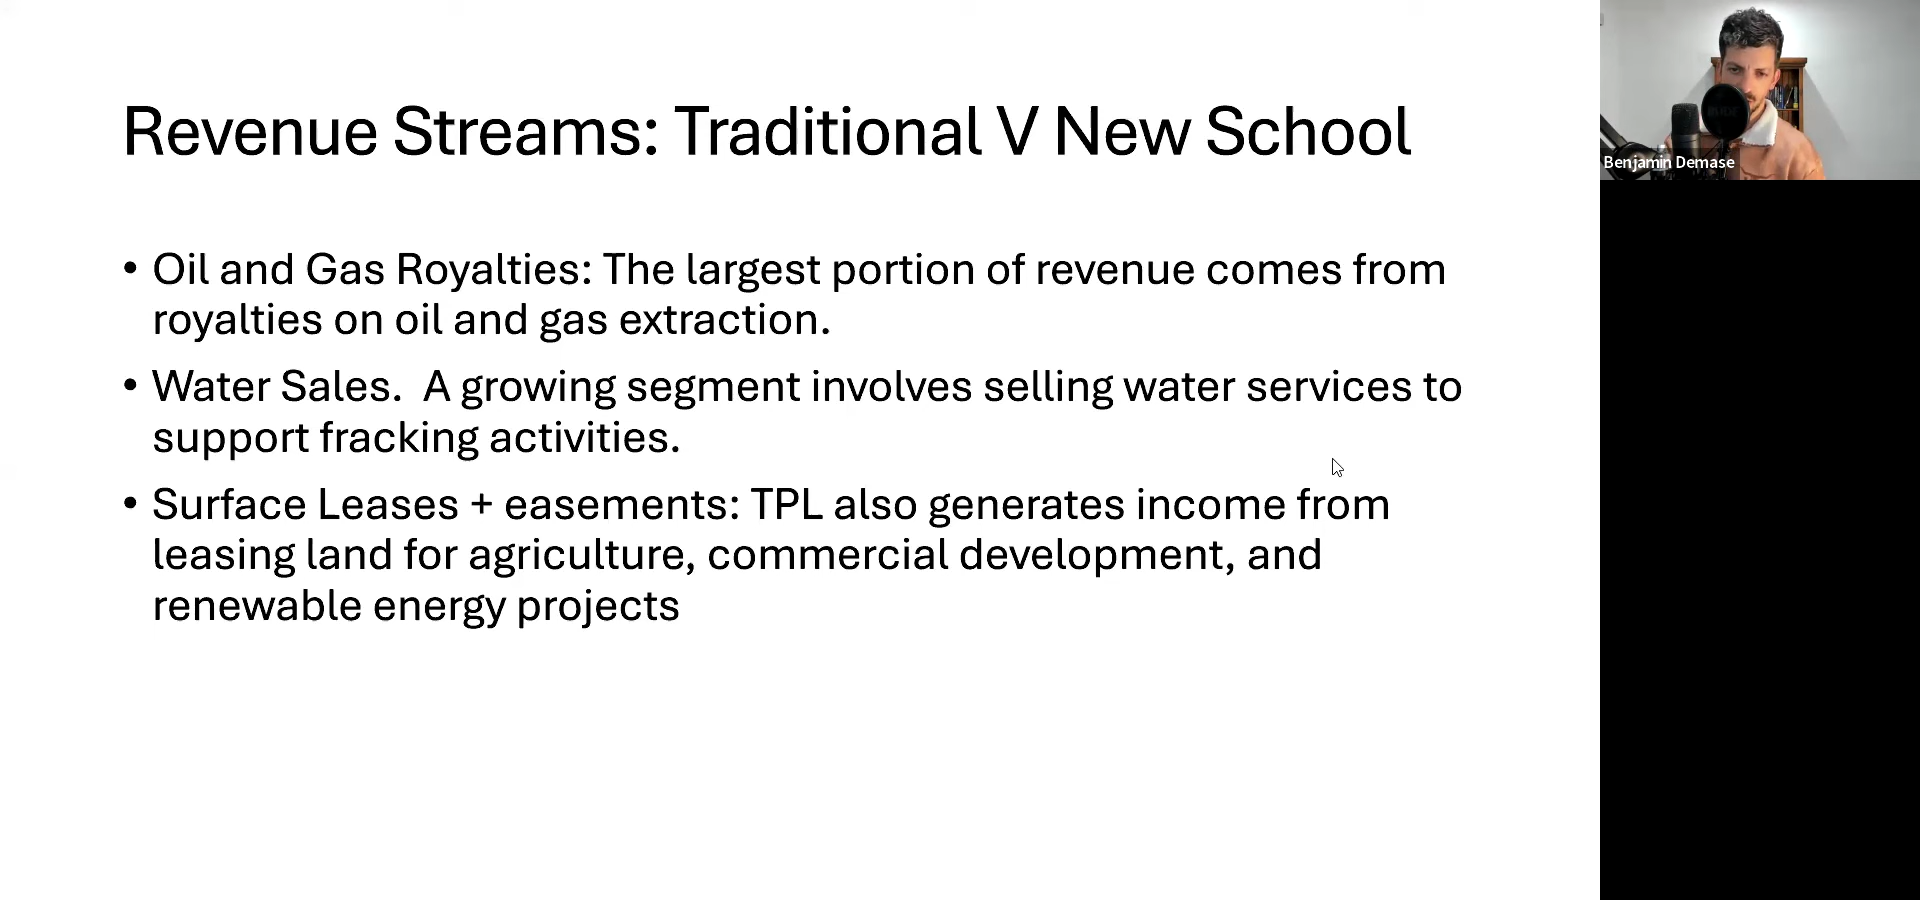 Revenue Streams: Traditional V New School
• Oil and Gas Royalties: The largest portion of revenue comes from
royalties on oil and gas extraction.
• Water Sales.  A growing segment involves selling water services to
support fracking activities.
• Surface Leases + easements: TPL also generates income from
leasing land for agriculture, commercial development, and
renewable energy projects
Benjamin Demase